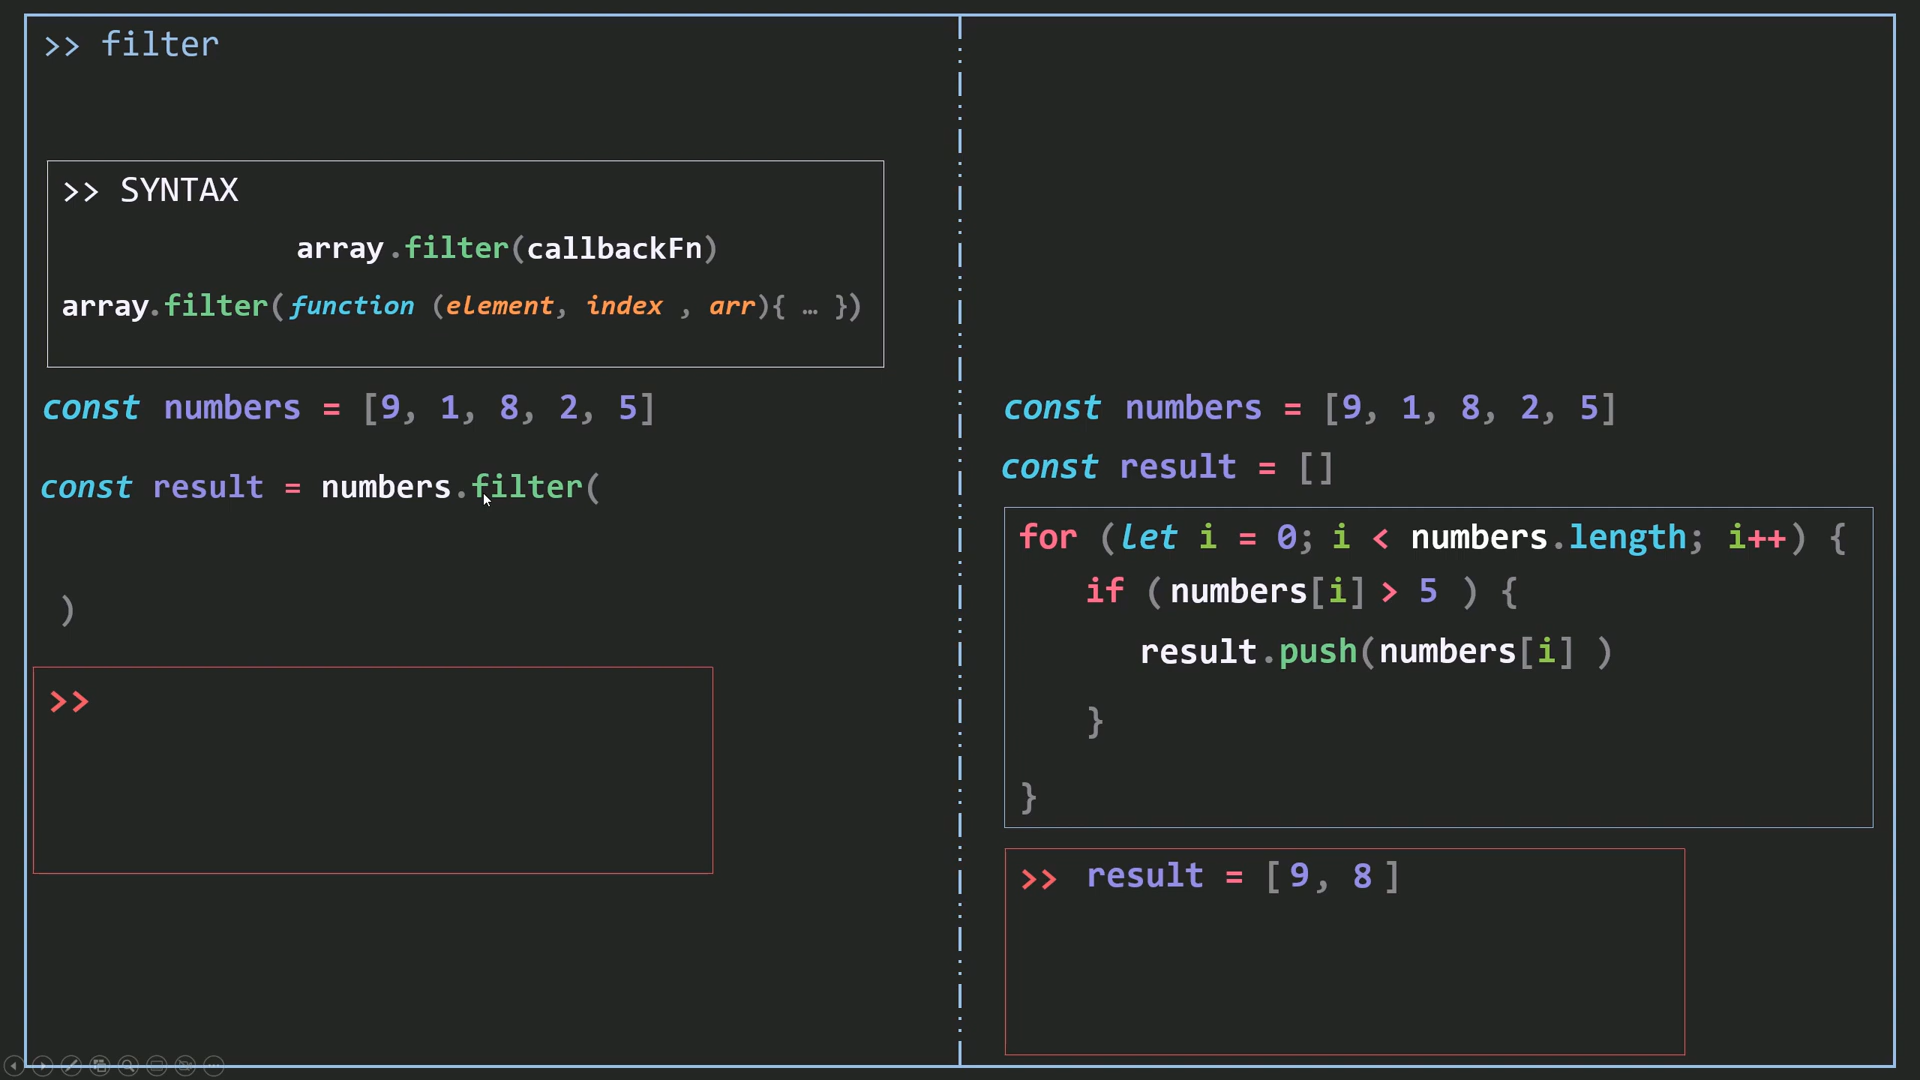 >> filter
>> SYNTAX
array.filter(callbackFn)
array.filter(function (element, index , arr){ … })
const numbers = [9, 1, 8, 2, 5]
const result = numbers.filter(
)
>>
const numbers = [9, 1, 8, 2, 5]
const result = []
for (let i = 0; i < numbers.length; i++) {
if (numbers[i] > 5 ) {
result.push(numbers[i] )
}
}
>> result = [9, 8]